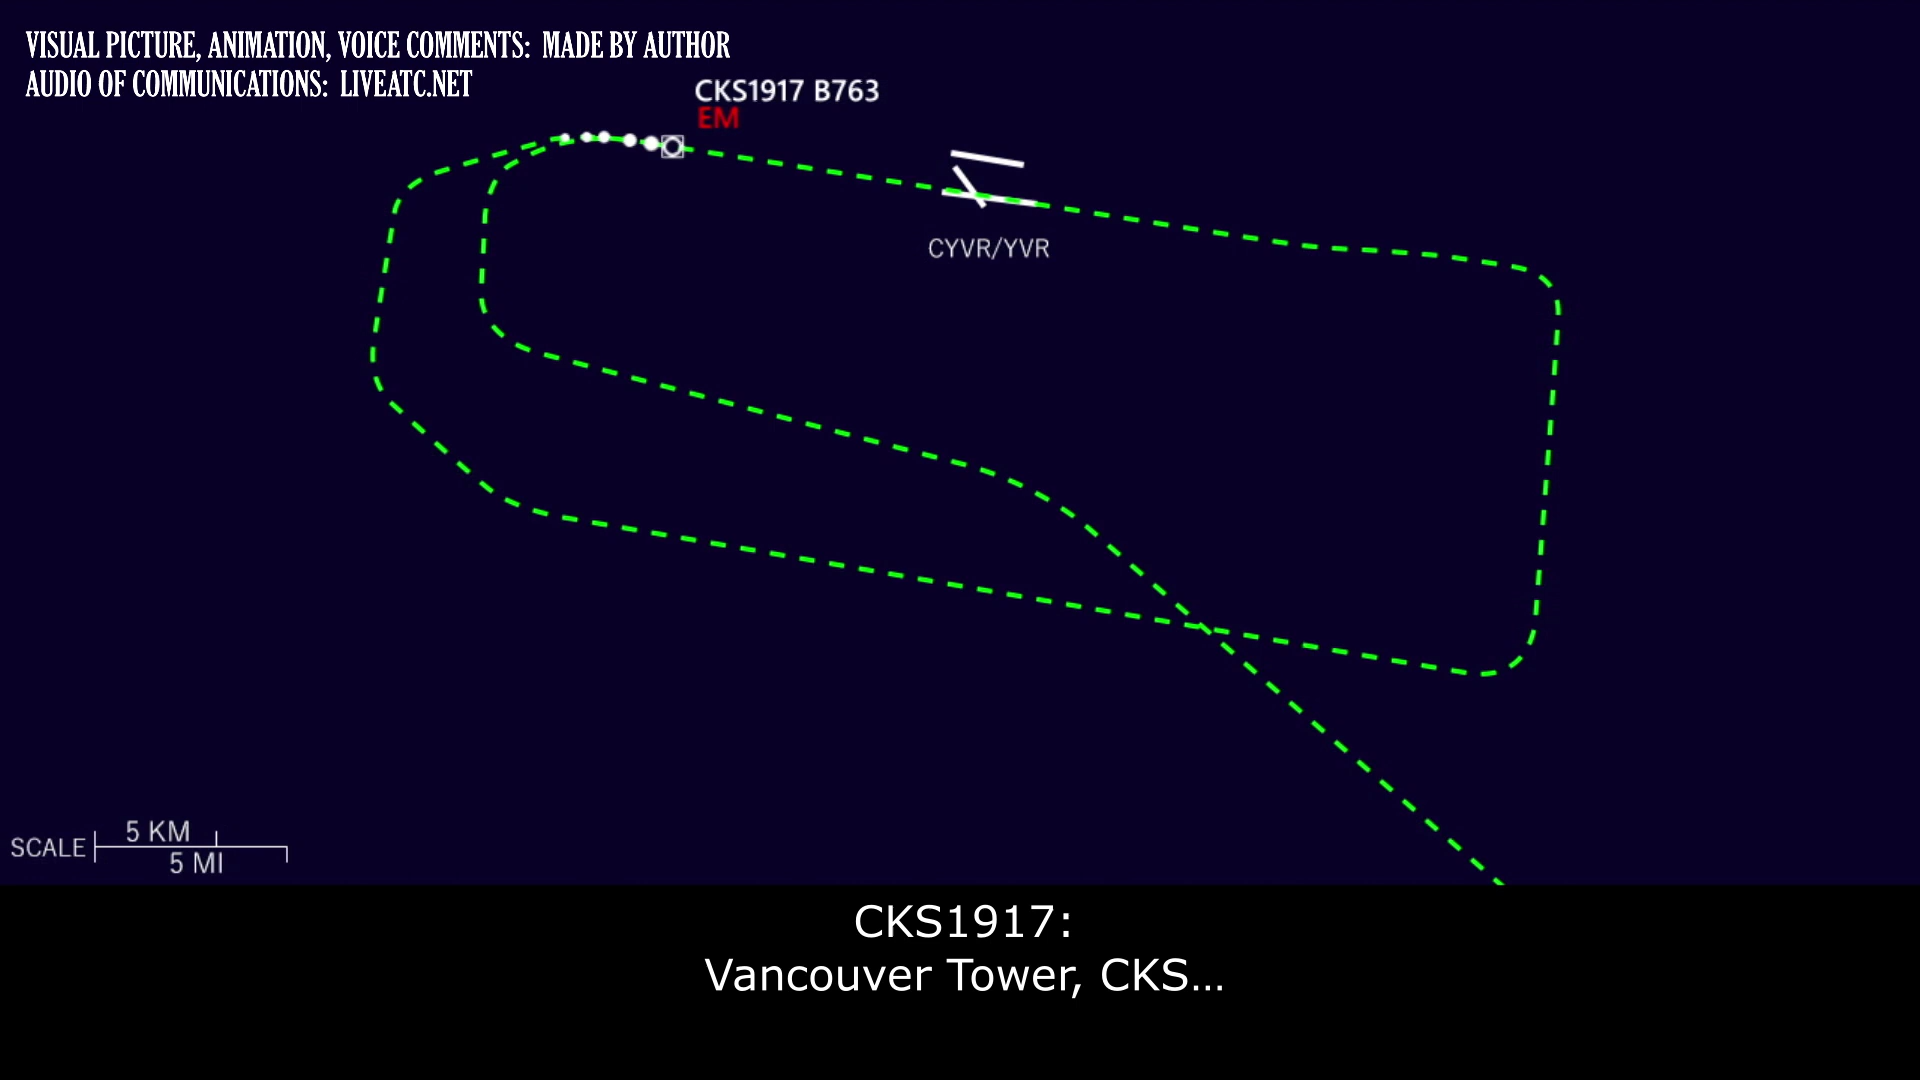 VISUAL PICTURE, ANIMATION, VOICE COMMENTS: MADE BY AUTHOR
AUDIO OF COMMUNICATIONS: LIVEATC.NET
CKS1917 B763
EM
CYVR/YVR
5 KM
SCALE
5 MI
CKS1917:
Vancouver Tower, CKS...